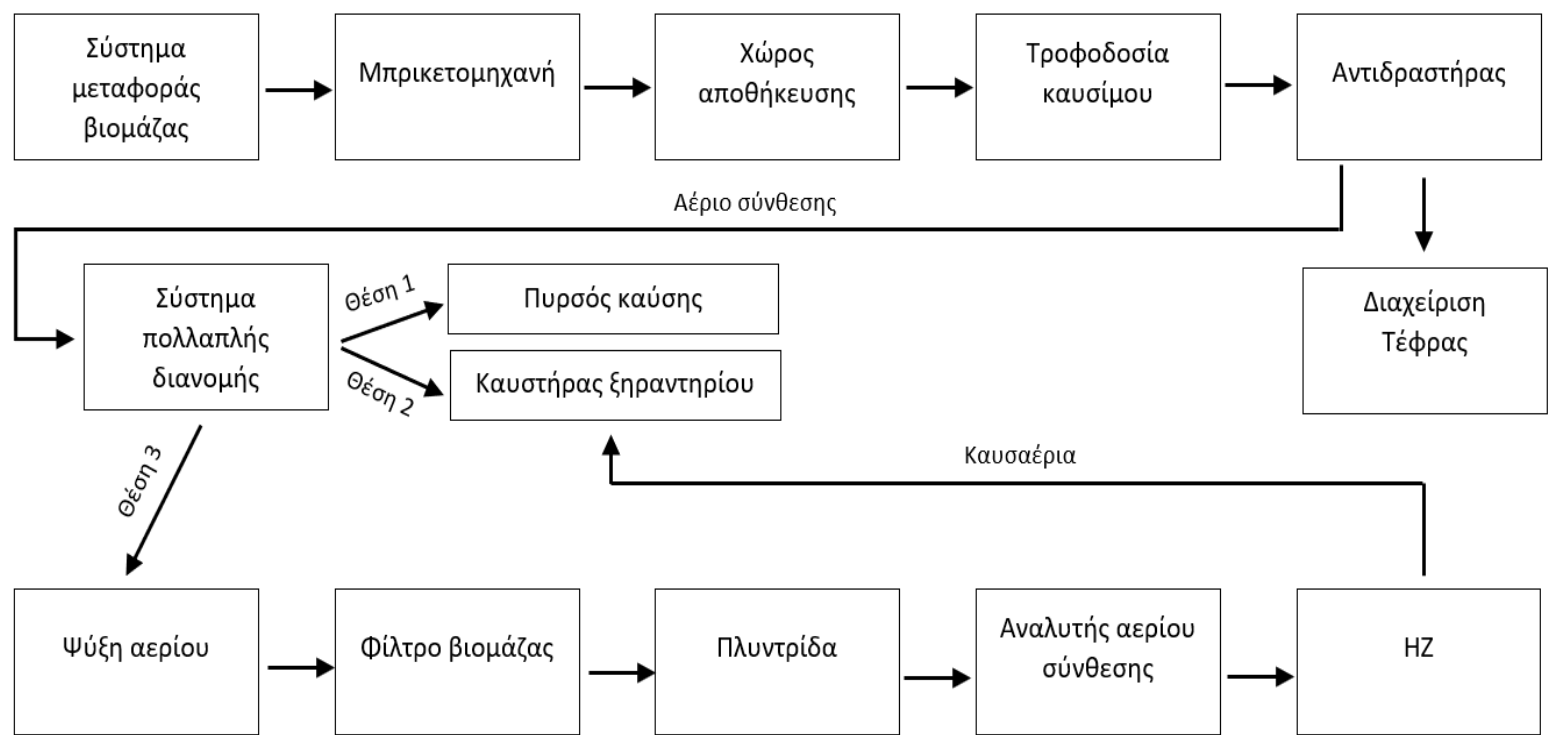 Σύστημα
μεταφοράς
βιομάζας
Μπρικετομηχανή
Χώρος
αποθήκευσης
Τροφοδοσία
καυσίμου
Αντιδραστήρας
Αέριο σύνθεσης
Σύστημα
πολλαπλής
διανομής
Θέση 1
Πυρσός καύσης
Θέση 2
Καυστήρας ξηραντηρίου
Διαχείριση
Τέφρας
Θέση 3
Καυσαέρια
Ψύξη αερίου
Φίλτρο βιομάζας
Πλυντρίδα
Αναλυτής αερίου
σύνθεσης
ΗΖ